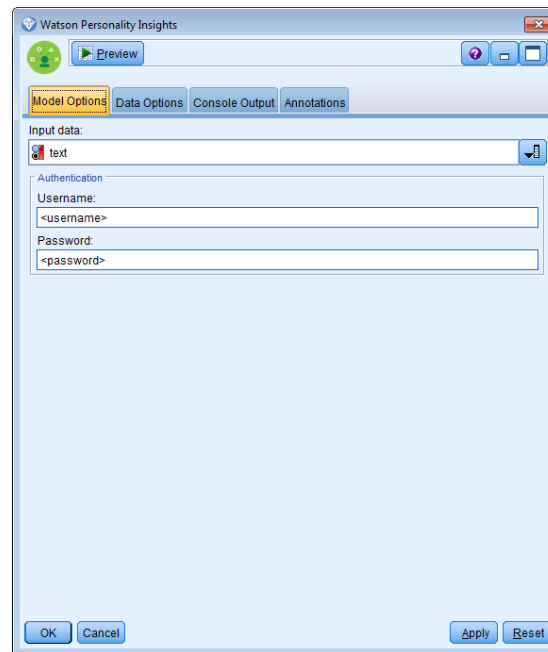 Watson Personality Insights
Preview
Model Options Data Options Console Output Annotations
Input data:
text
Authentication
Username:
<username>
Password:
<password>
OK Cancel Apply Reset